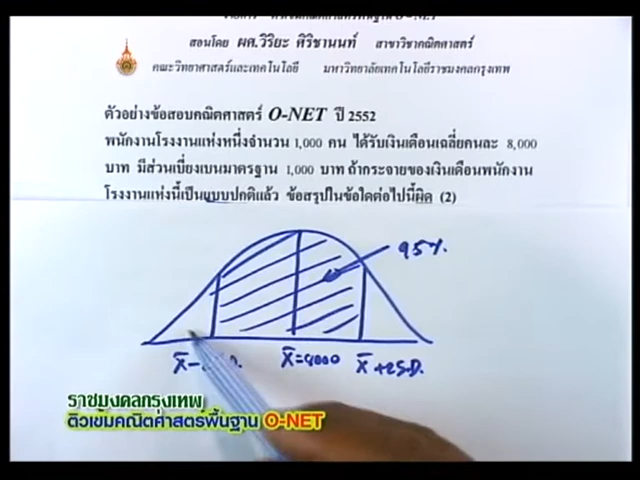 สอนโดย ผศ.วิริยะ ศิริชานนท์ สาขาวิชาคณิตศาสตร์
คณะวิทยาศาสตร์และเทคโนโลยี มหาวิทยาลัยเทคโนโลยีราชมงคลกรุงเทพ
ตัวอย่างข้อสอบคณิตศาสตร์ O-NET ปี 2552
พนักงานโรงงานแห่งหนึ่งจำนวน 1,000 คน ได้รับเงินเดือนเฉลี่ยคนละ 8,000
บาท มีส่วนเบี่ยงเบนมาตรฐาน 1,000 บาท ถ้ากระจายของเงินเดือนพนักงาน
โรงงานแห่งนี้เป็นแบบปกติแล้ว ข้อสรุปในข้อใดต่อไปนี้ผิด (2)
95%
X̄=8000 X̄+2S.D.
ราชมงคลกรุงเทพ
ติวเข้มคณิตศาสตร์พื้นฐาน O-NET